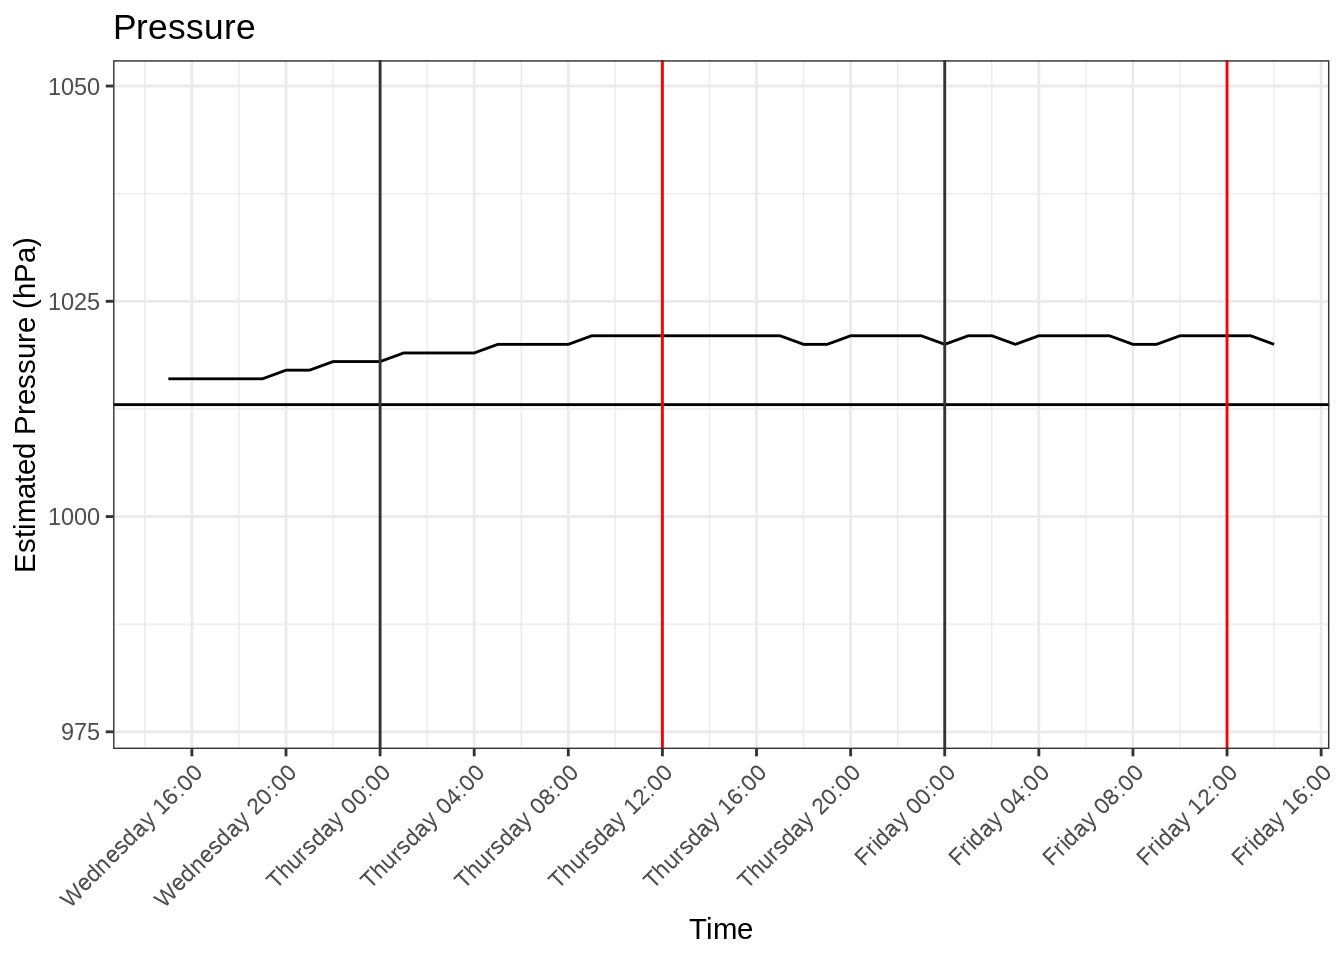 Pressure
Estimated Pressure (hPa)
1050
1025
1000
975
Wednesday 16:00
Wednesday 20:00
Thursday 00:00
Thursday 04:00
Thursday 08:00
Thursday 12:00
Thursday 16:00
Thursday 20:00
Friday 00:00
Friday 04:00
Friday 08:00
Friday 12:00
Friday 16:00
Time